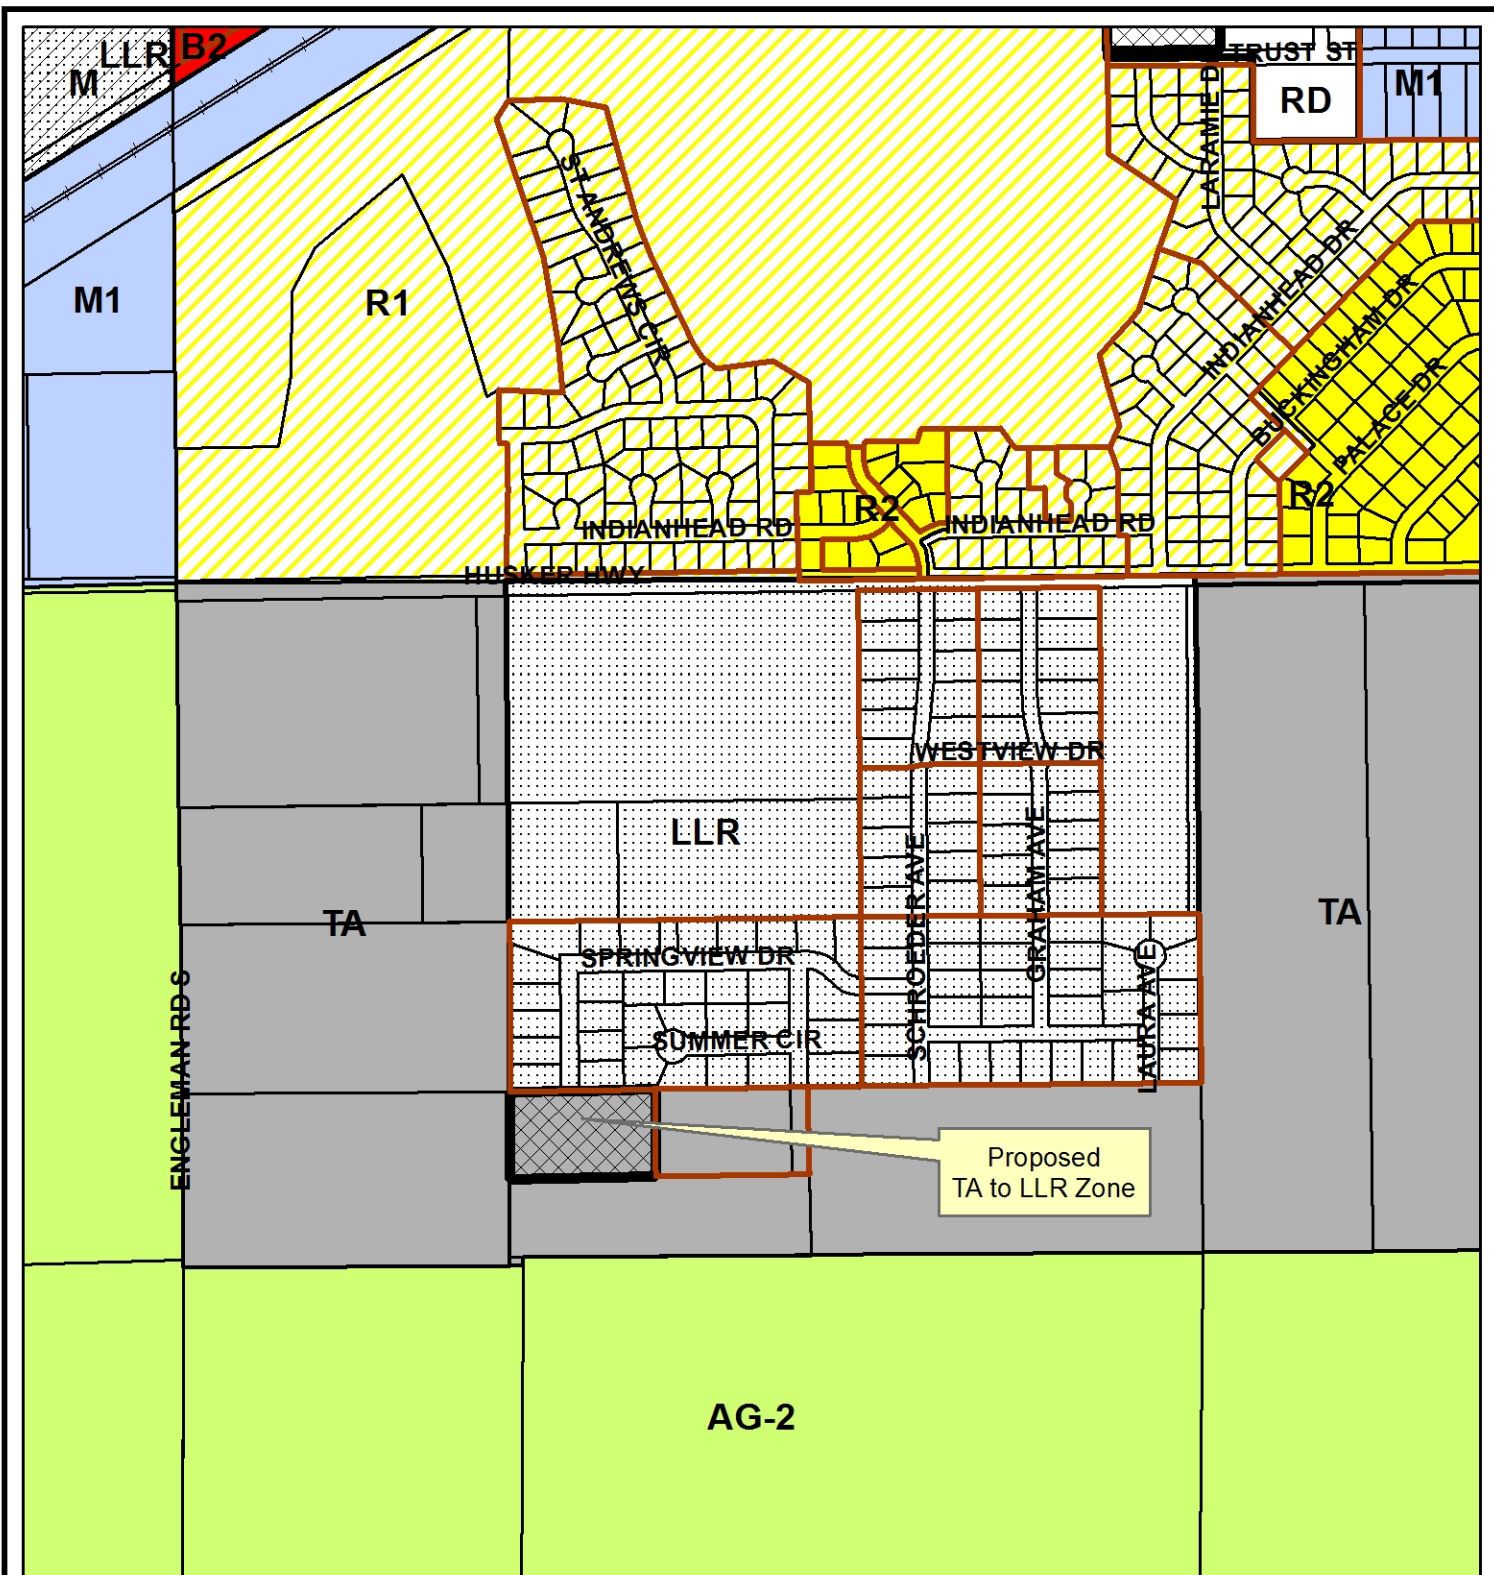 LLR
B2
M
TRUST ST
M1
RD
LARAMIE D
ST ANDREWS CIR
M1
R1
INDIANHEAD DR
BUCKINGHAM DR
PALACE DR
R2
R2
INDIANHEAD RD
INDIANHEAD RD
HUSKER HWY
WESTVIEW DR
LLR
SCHROEDER AVE
GRAHAM AVE
TA
TA
SPRINGVIEW DR
SUMMER CIR
LAURA AVE
ENGLEMAN RD S
Proposed
TA to LLR Zone
AG-2